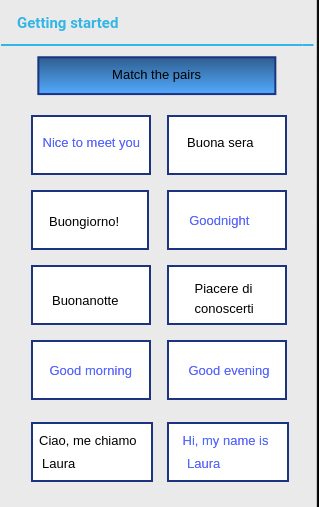 Getting started
Match the pairs
Nice to meet you
Buona sera
Buongiorno!
Goodnight
Buonanotte
Piacere di
conoscerti
Good morning
Good evening
Ciao, me chiamo
Laura
Hi, my name is
Laura